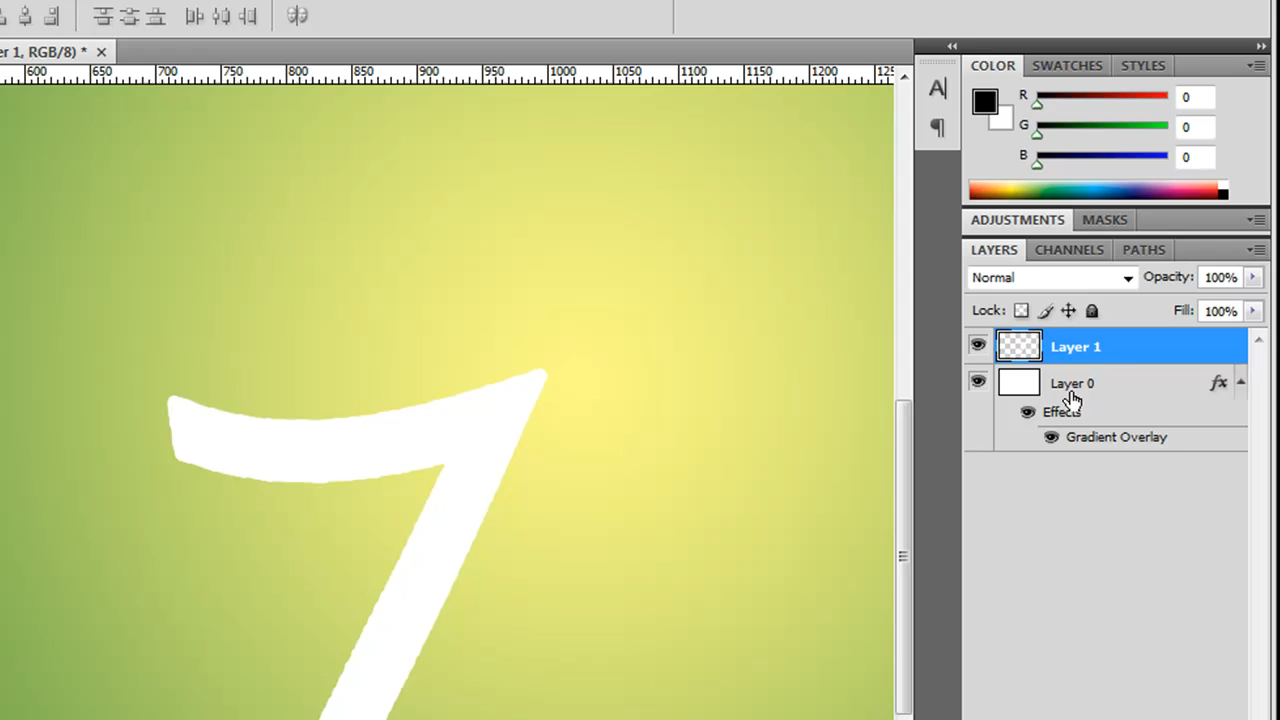 er 1, RGB/8) *
600 650 700 750 800 850 900 950 1000 1050 1100 1150 1200 125
7
COLOR SWATCHES STYLES
R 0
G 0
B 0
ADJUSTMENTS MASKS
LAYERS CHANNELS PATHS
Normal Opacity: 100%
Lock: Fill: 100%
Layer 1
Layer 0 fx
Effects
Gradient Overlay